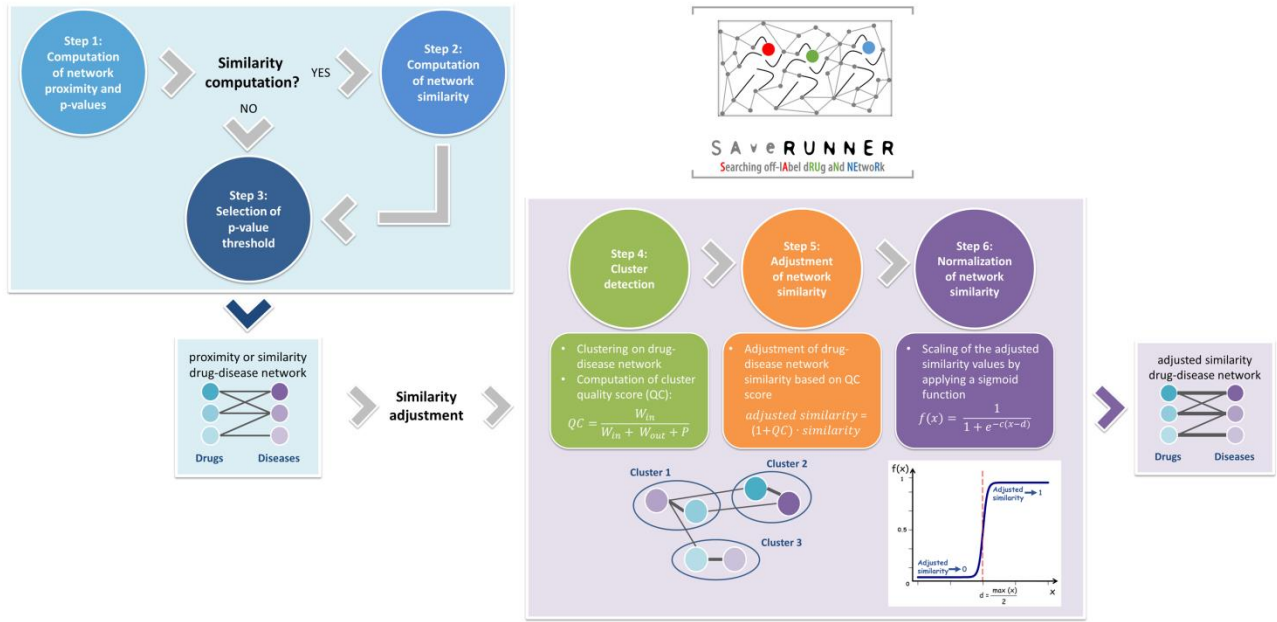 Step 1:
Computation
of network
proximity and
p-values
Similarity
computation?
YES
NO
Step 2:
Computation
of network
similarity
Step 3:
Selection of
p-value
threshold
SAveRUNNER
Searching off-lAbel dRUg aNd NEtwoRk
proximity or similarity
drug-disease network
Drugs
Diseases
Similarity
adjustment
Step 4:
Cluster
detection
• Clustering on drug-
disease network
• Computation of cluster
quality score (QC):
QC = W_in / (W_in + W_out + P)
Cluster 1
Cluster 2
Cluster 3
Step 5:
Adjustment
of network
similarity
• Adjustment of drug-
disease network
similarity based on QC
score
adjusted similarity =
(1+QC) · similarity
Step 6:
Normalization
of network
similarity
• Scaling of the adjusted
similarity values by
applying a sigmoid
function
f(x) = 1 / (1 + e^{-c(x-d)})
f(x)
1
0.5
0
Adjusted
similarity → 1
Adjusted
similarity → 0
x
d = max (x) / 2
adjusted similarity
drug-disease network
Drugs
Diseases